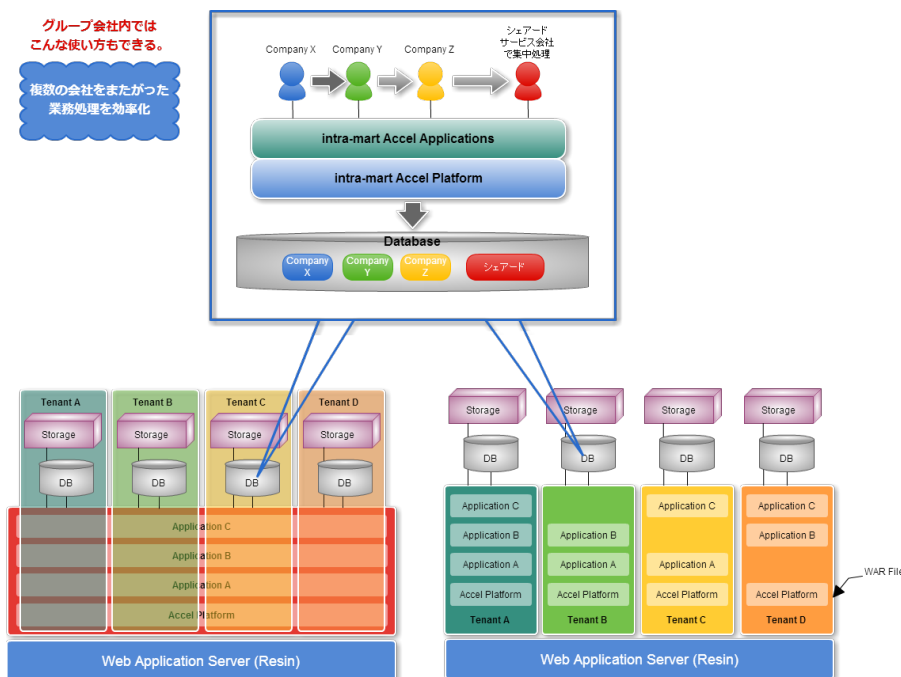 グループ会社内では
こんな使い方もできる。
複数の会社をまたがった
業務処理を効率化
Company X
Company Y
Company Z
シェアード
サービス会社
で集中処理
intra-mart Accel Applications
intra-mart Accel Platform
Database
Company
X
Company
Y
Company
Z
シェアード
Tenant A
Tenant B
Tenant C
Tenant D
Storage
Storage
Storage
Storage
DB
DB
DB
DB
Application C
Application B
Application A
Accel Platform
Web Application Server (Resin)
Storage
Storage
Storage
Storage
DB
DB
DB
DB
Application C
Application B
Application A
Accel Platform
Tenant A
Application B
Application A
Accel Platform
Tenant B
Application C
Application A
Accel Platform
Tenant C
Application C
Application B
Accel Platform
Tenant D
WAR File
Web Application Server (Resin)